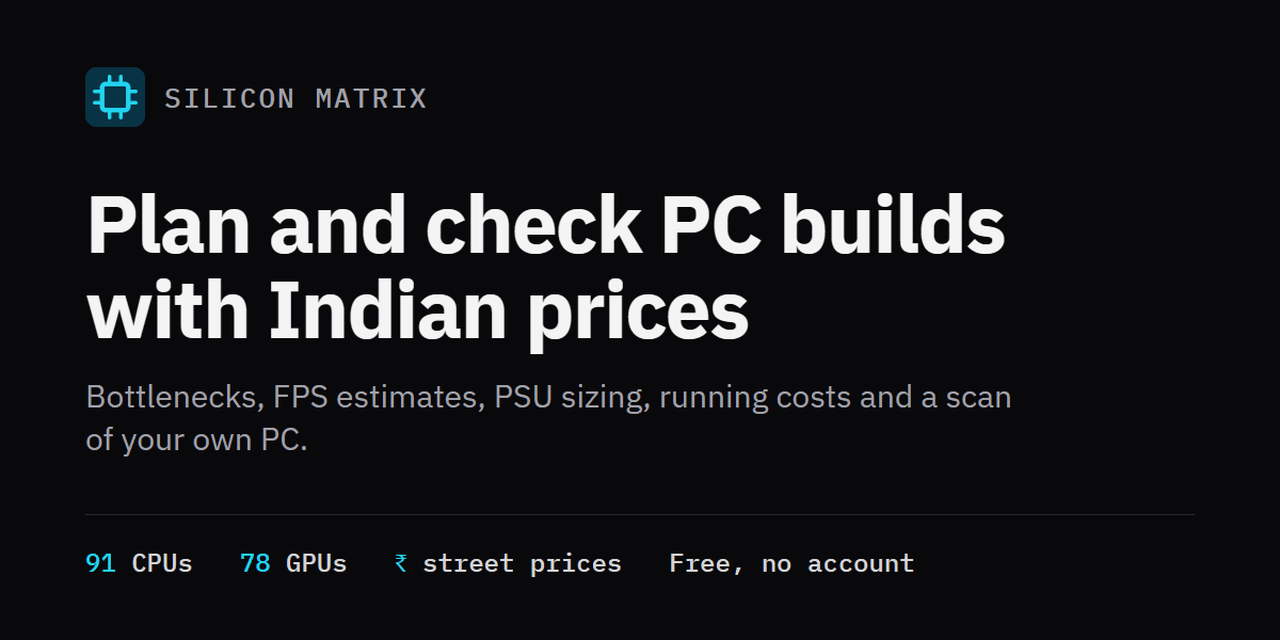 SILICON MATRIX
Plan and check PC builds
with Indian prices
Bottlenecks, FPS estimates, PSU sizing, running costs and a scan
of your own PC.
91 CPUs 78 GPUs ₹ street prices Free, no account